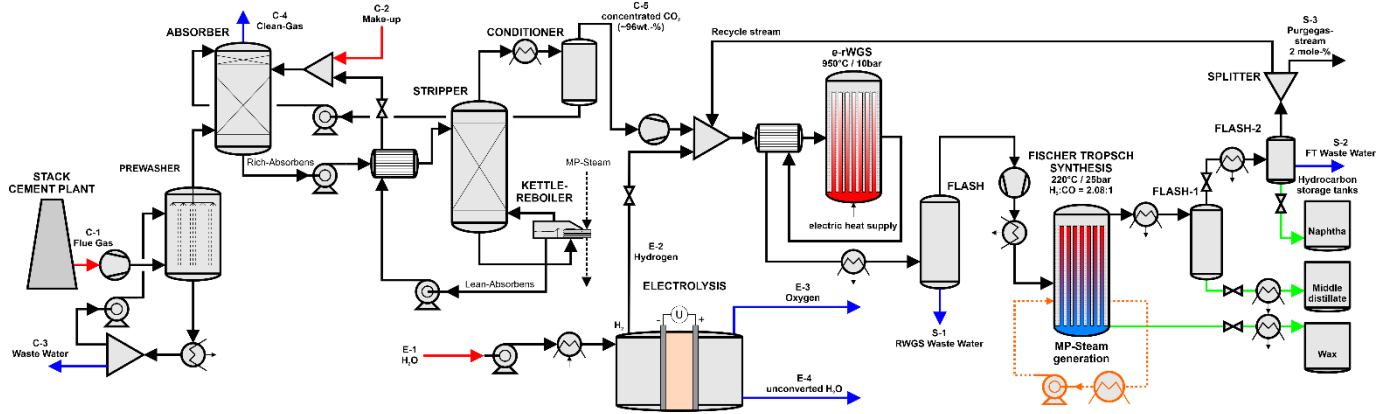 C-4
Clean-Gas
C-2
Make-up
ABSORBER
CONDITIONER
C-5
concentrated CO₂
(~96wt.-%)
Recycle stream
e-rWGS
950°C / 10bar
S-3
Purgegas-
stream
2 mole-%
SPLITTER
STRIPPER
PREWASHER
Rich-Absorbens
MP-Steam
STACK
CEMENT PLANT
C-1
Flue Gas
KETTLE-
REBOILER
electric heat supply
FLASH
FISCHER TROPSCH
SYNTHESIS
220°C / 25bar
H₂:CO = 2.08:1
FLASH-1
FLASH-2
S-2
FT Waste Water
Hydrocarbon
storage tanks
Naphtha
Middle
distillate
Wax
E-2
Hydrogen
Lean-Absorbens
ELECTROLYSIS
U
-
+
H₂
E-3
Oxygen
E-1
H₂O
E-4
unconverted H₂O
S-1
RWGS Waste Water
MP-Steam
generation
C-3
Waste Water